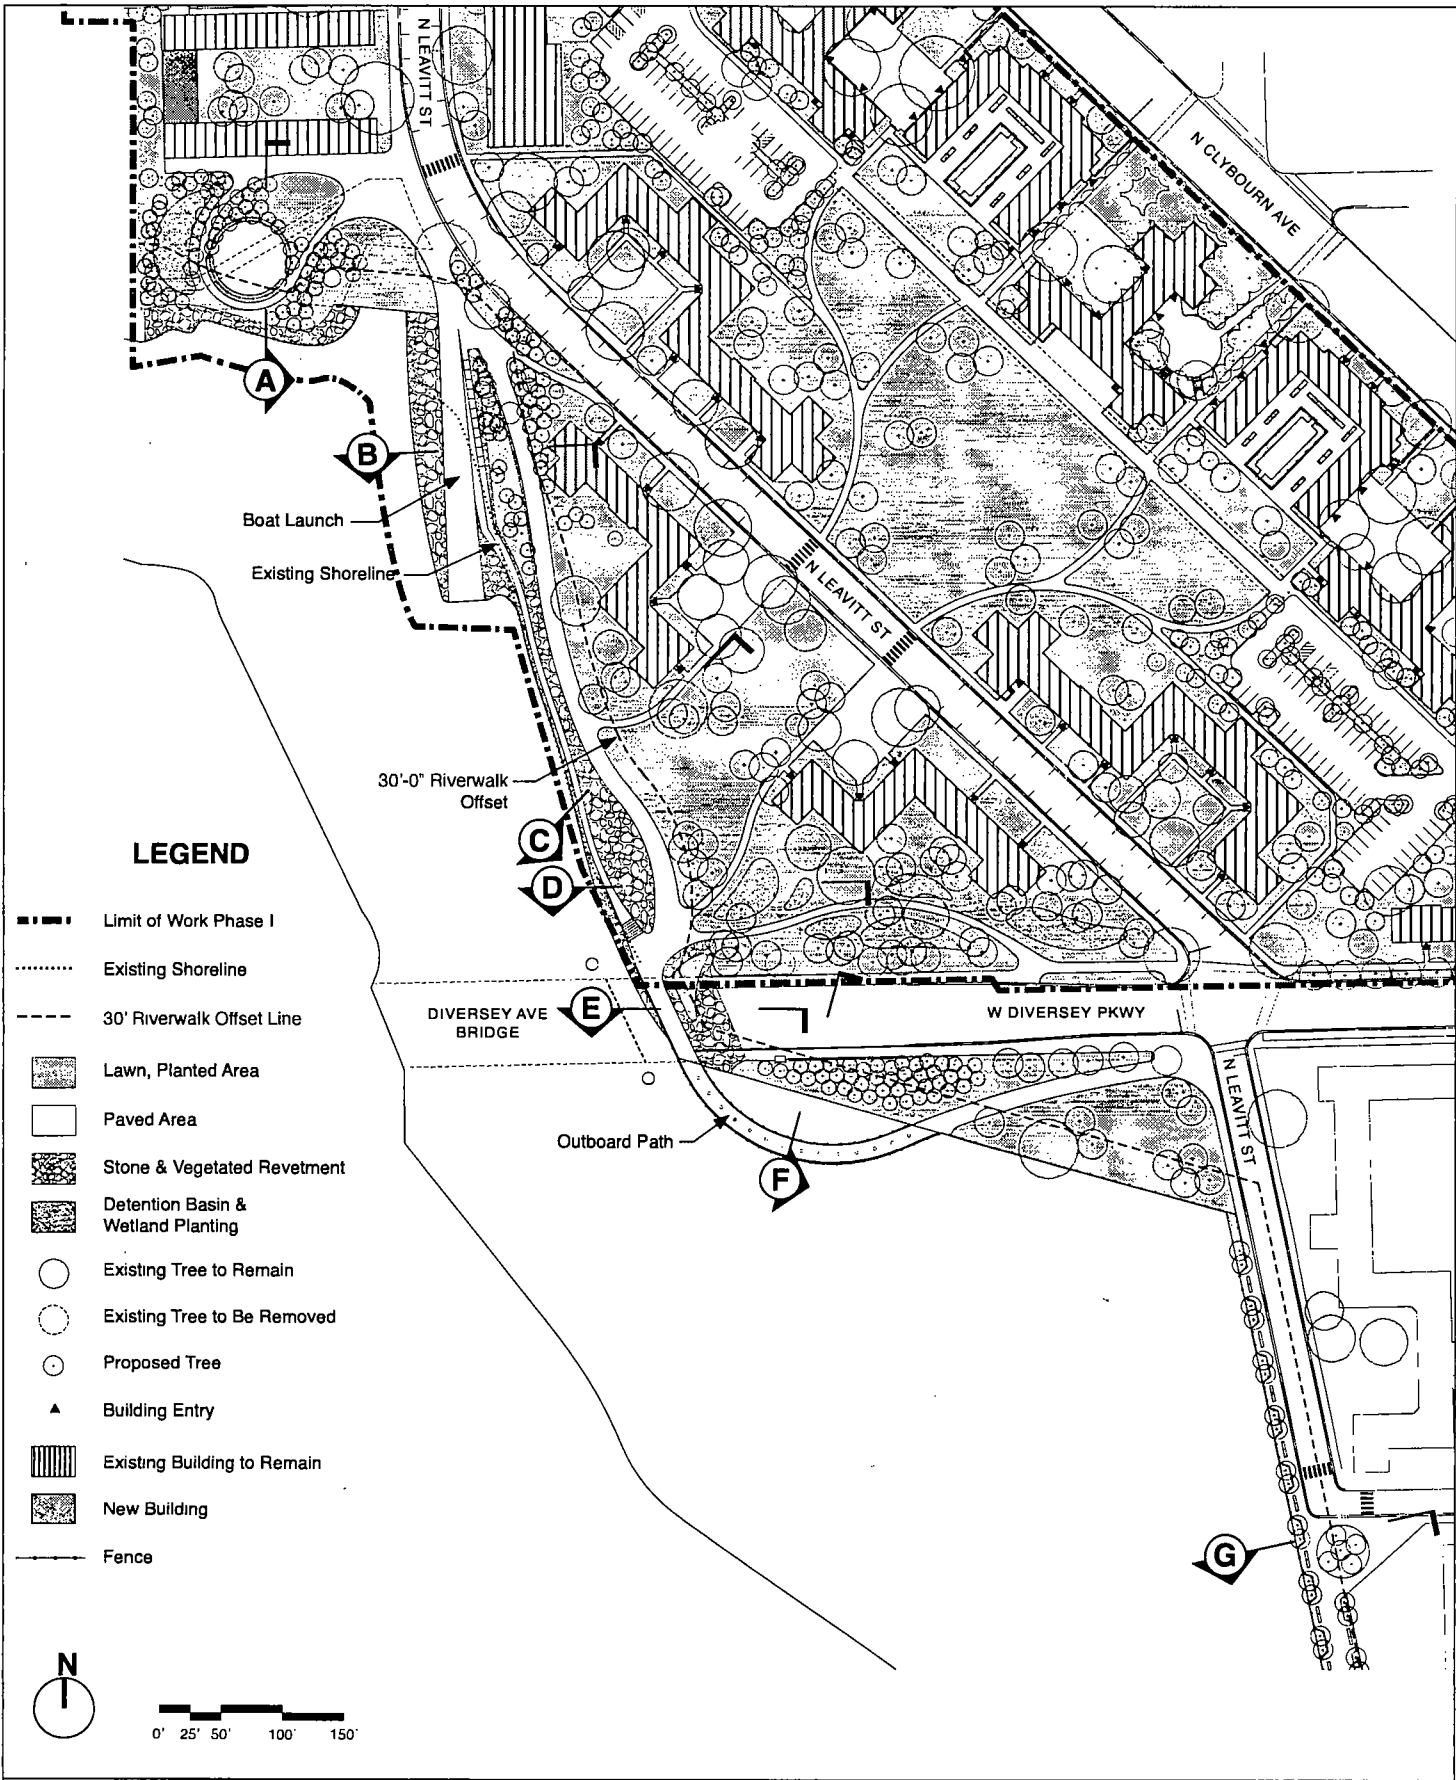 N LEAVITT ST
N CLYBOURN AVE
A
B
Boat Launch
Existing Shoreline
N LEAVITT ST
30'-0" Riverwalk
Offset
C
D
LEGEND
Limit of Work Phase I
Existing Shoreline
30' Riverwalk Offset Line
Lawn, Planted Area
Paved Area
Stone & Vegetated Revetment
Detention Basin &
Wetland Planting
Existing Tree to Remain
Existing Tree to Be Removed
Proposed Tree
Building Entry
Existing Building to Remain
New Building
Fence
E
DIVERSEY AVE
BRIDGE
W DIVERSEY PKWY
N LEAVITT ST
Outboard Path
F
G
N
0' 25' 50' 100' 150'